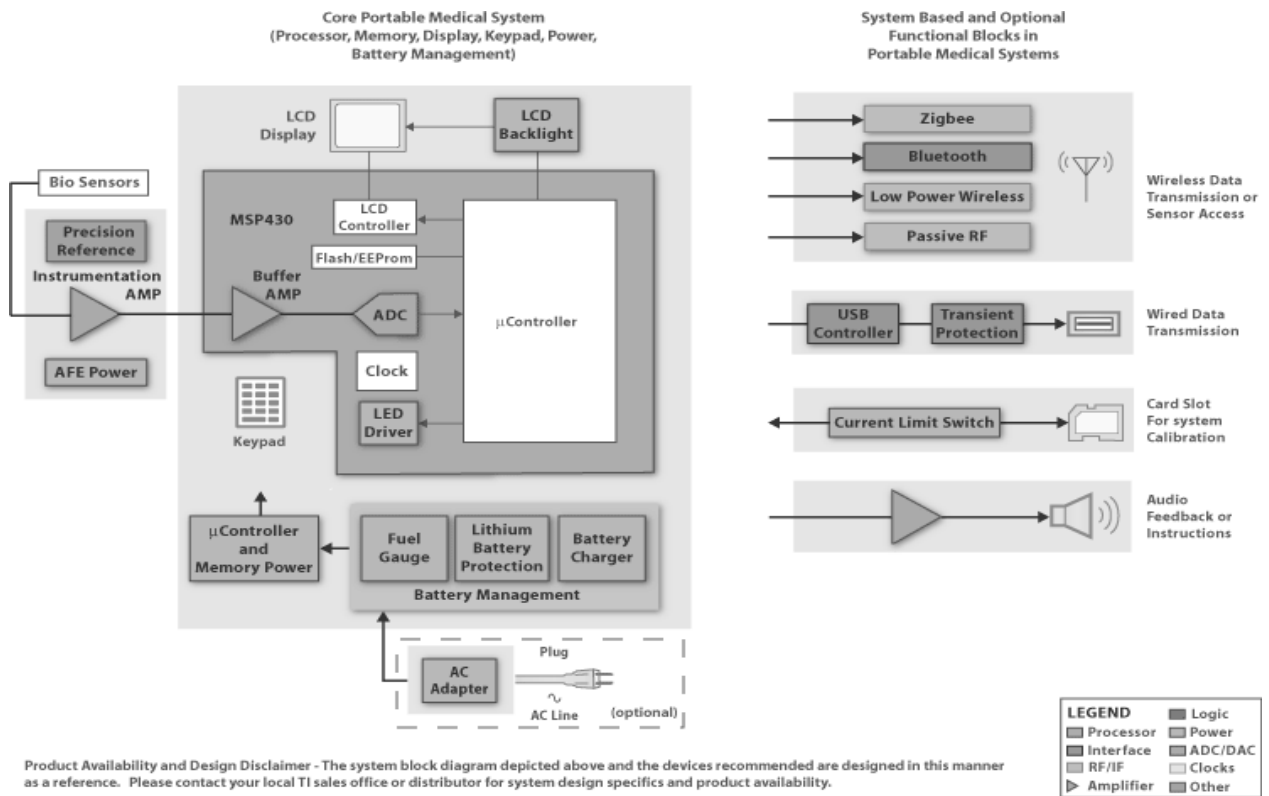 Core Portable Medical System
(Processor, Memory, Display, Keypad, Power,
Battery Management)
System Based and Optional
Functional Blocks in
Portable Medical Systems
LCD
Display
LCD
Backlight
Bio Sensors
Precision
Reference
Instrumentation
AMP
AFE Power
MSP430
LCD
Controller
Flash/EEProm
Buffer
AMP
ADC
μController
Clock
LED
Driver
Keypad
μController
and
Memory Power
Fuel
Gauge
Lithium
Battery
Protection
Battery
Charger
Battery Management
AC
Adapter
Plug
AC Line
(optional)
Zigbee
Bluetooth
Low Power Wireless
Passive RF
Wireless Data
Transmission or
Sensor Access
USB
Controller
Transient
Protection
Wired Data
Transmission
Current Limit Switch
Card Slot
For system
Calibration
Audio
Feedback or
Instructions
LEGEND
Processor
Interface
RF/IF
Amplifier
Logic
Power
ADC/DAC
Clocks
Other
Product Availability and Design Disclaimer - The system block diagram depicted above and the devices recommended are designed in this manner
as a reference. Please contact your local TI sales office or distributor for system design specifics and product availability.